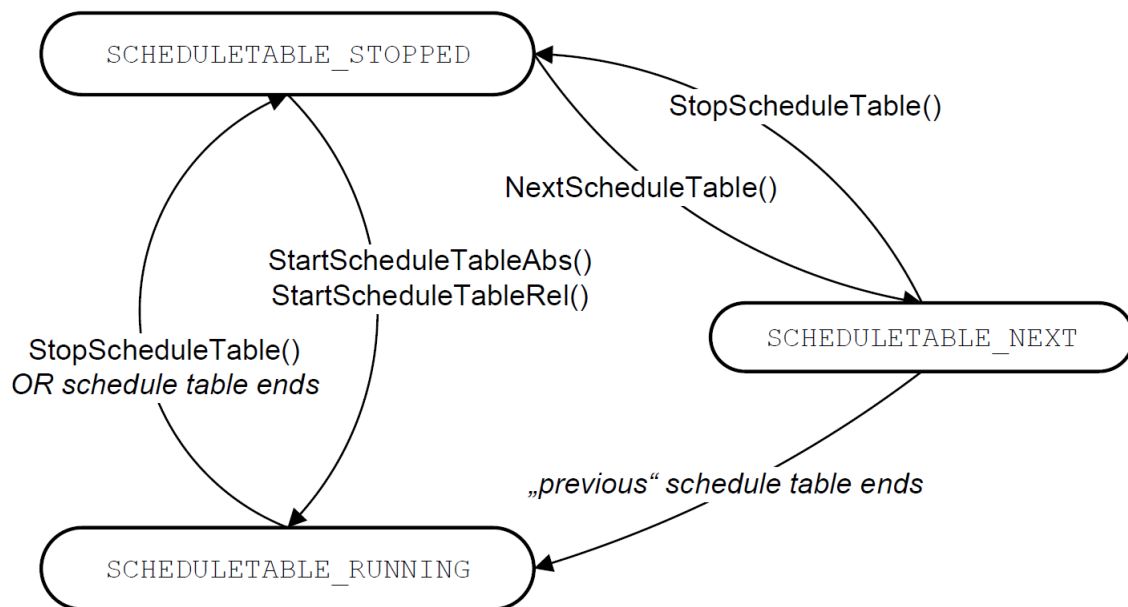 SCHEDULETABLE_STOPPED
StopScheduleTable()
NextScheduleTable()
StartScheduleTableAbs()
StartScheduleTableRel()
SCHEDULETABLE_NEXT
StopScheduleTable()
OR schedule table ends
„previous“ schedule table ends
SCHEDULETABLE_RUNNING